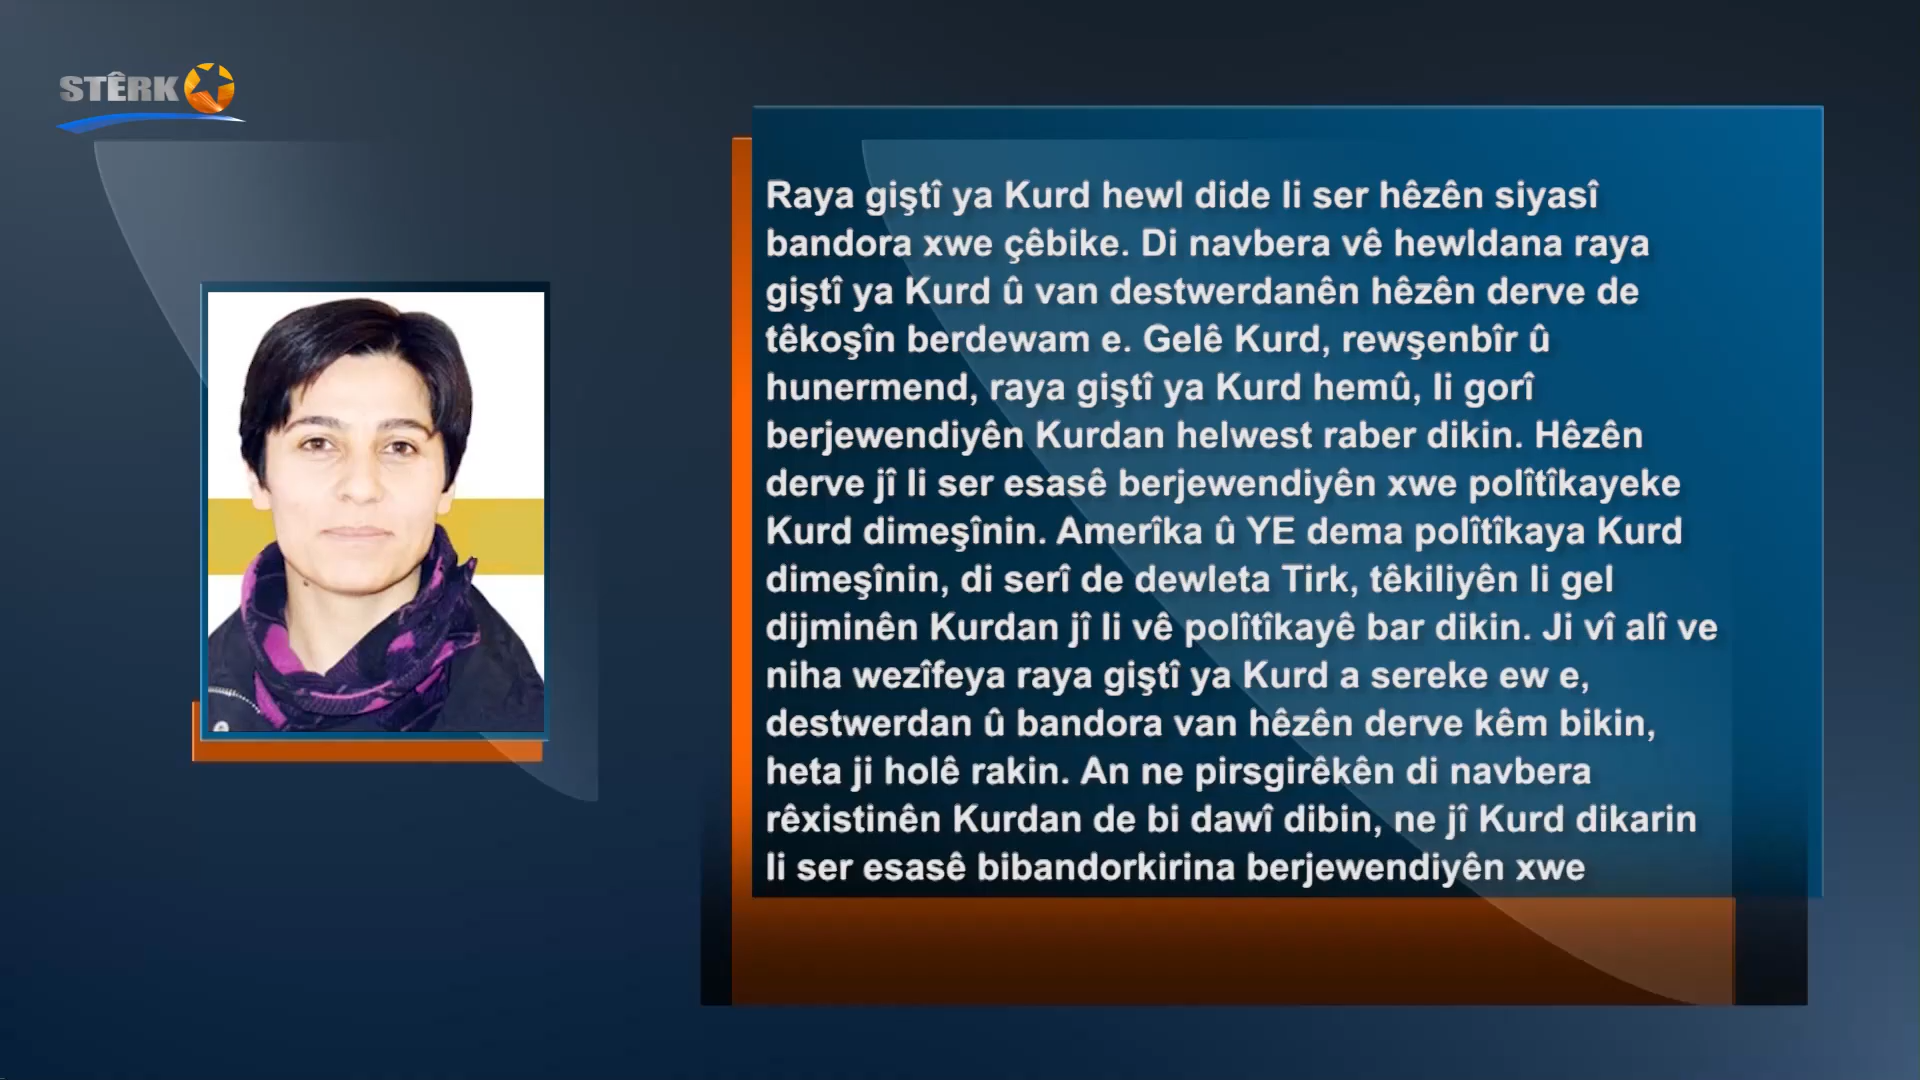 STÊRK
Raya giştî ya Kurd hewl dide li ser hêzên siyasî
bandora xwe çêbike. Di navbera vê hewldana raya
giştî ya Kurd û van destwerdanên hêzên derve de
têkoşîn berdewam e. Gelê Kurd, rewşenbîr û
hunermend, raya giştî ya Kurd hemû, li gorî
berjewendiyên Kurdan helwest raber dikin. Hêzên
derve jî li ser esasê berjewendiyên xwe polîtîkayeke
Kurd dimeşînin. Amerîka û YE dema polîtîkaya Kurd
dimeşînin, di serî de dewleta Tirk, têkiliyên li gel
dijminên Kurdan jî li vê polîtîkayê bar dikin. Ji vî alî ve
niha wezîfeya raya giştî ya Kurd a sereke ew e,
destwerdan û bandora van hêzên derve kêm bikin,
heta ji holê rakin. An ne pirsgirêkên di navbera
rêxistinên Kurdan de bi dawî dibin, ne jî Kurd dikarin
li ser esasê bibandorkirina berjewendiyên xwe